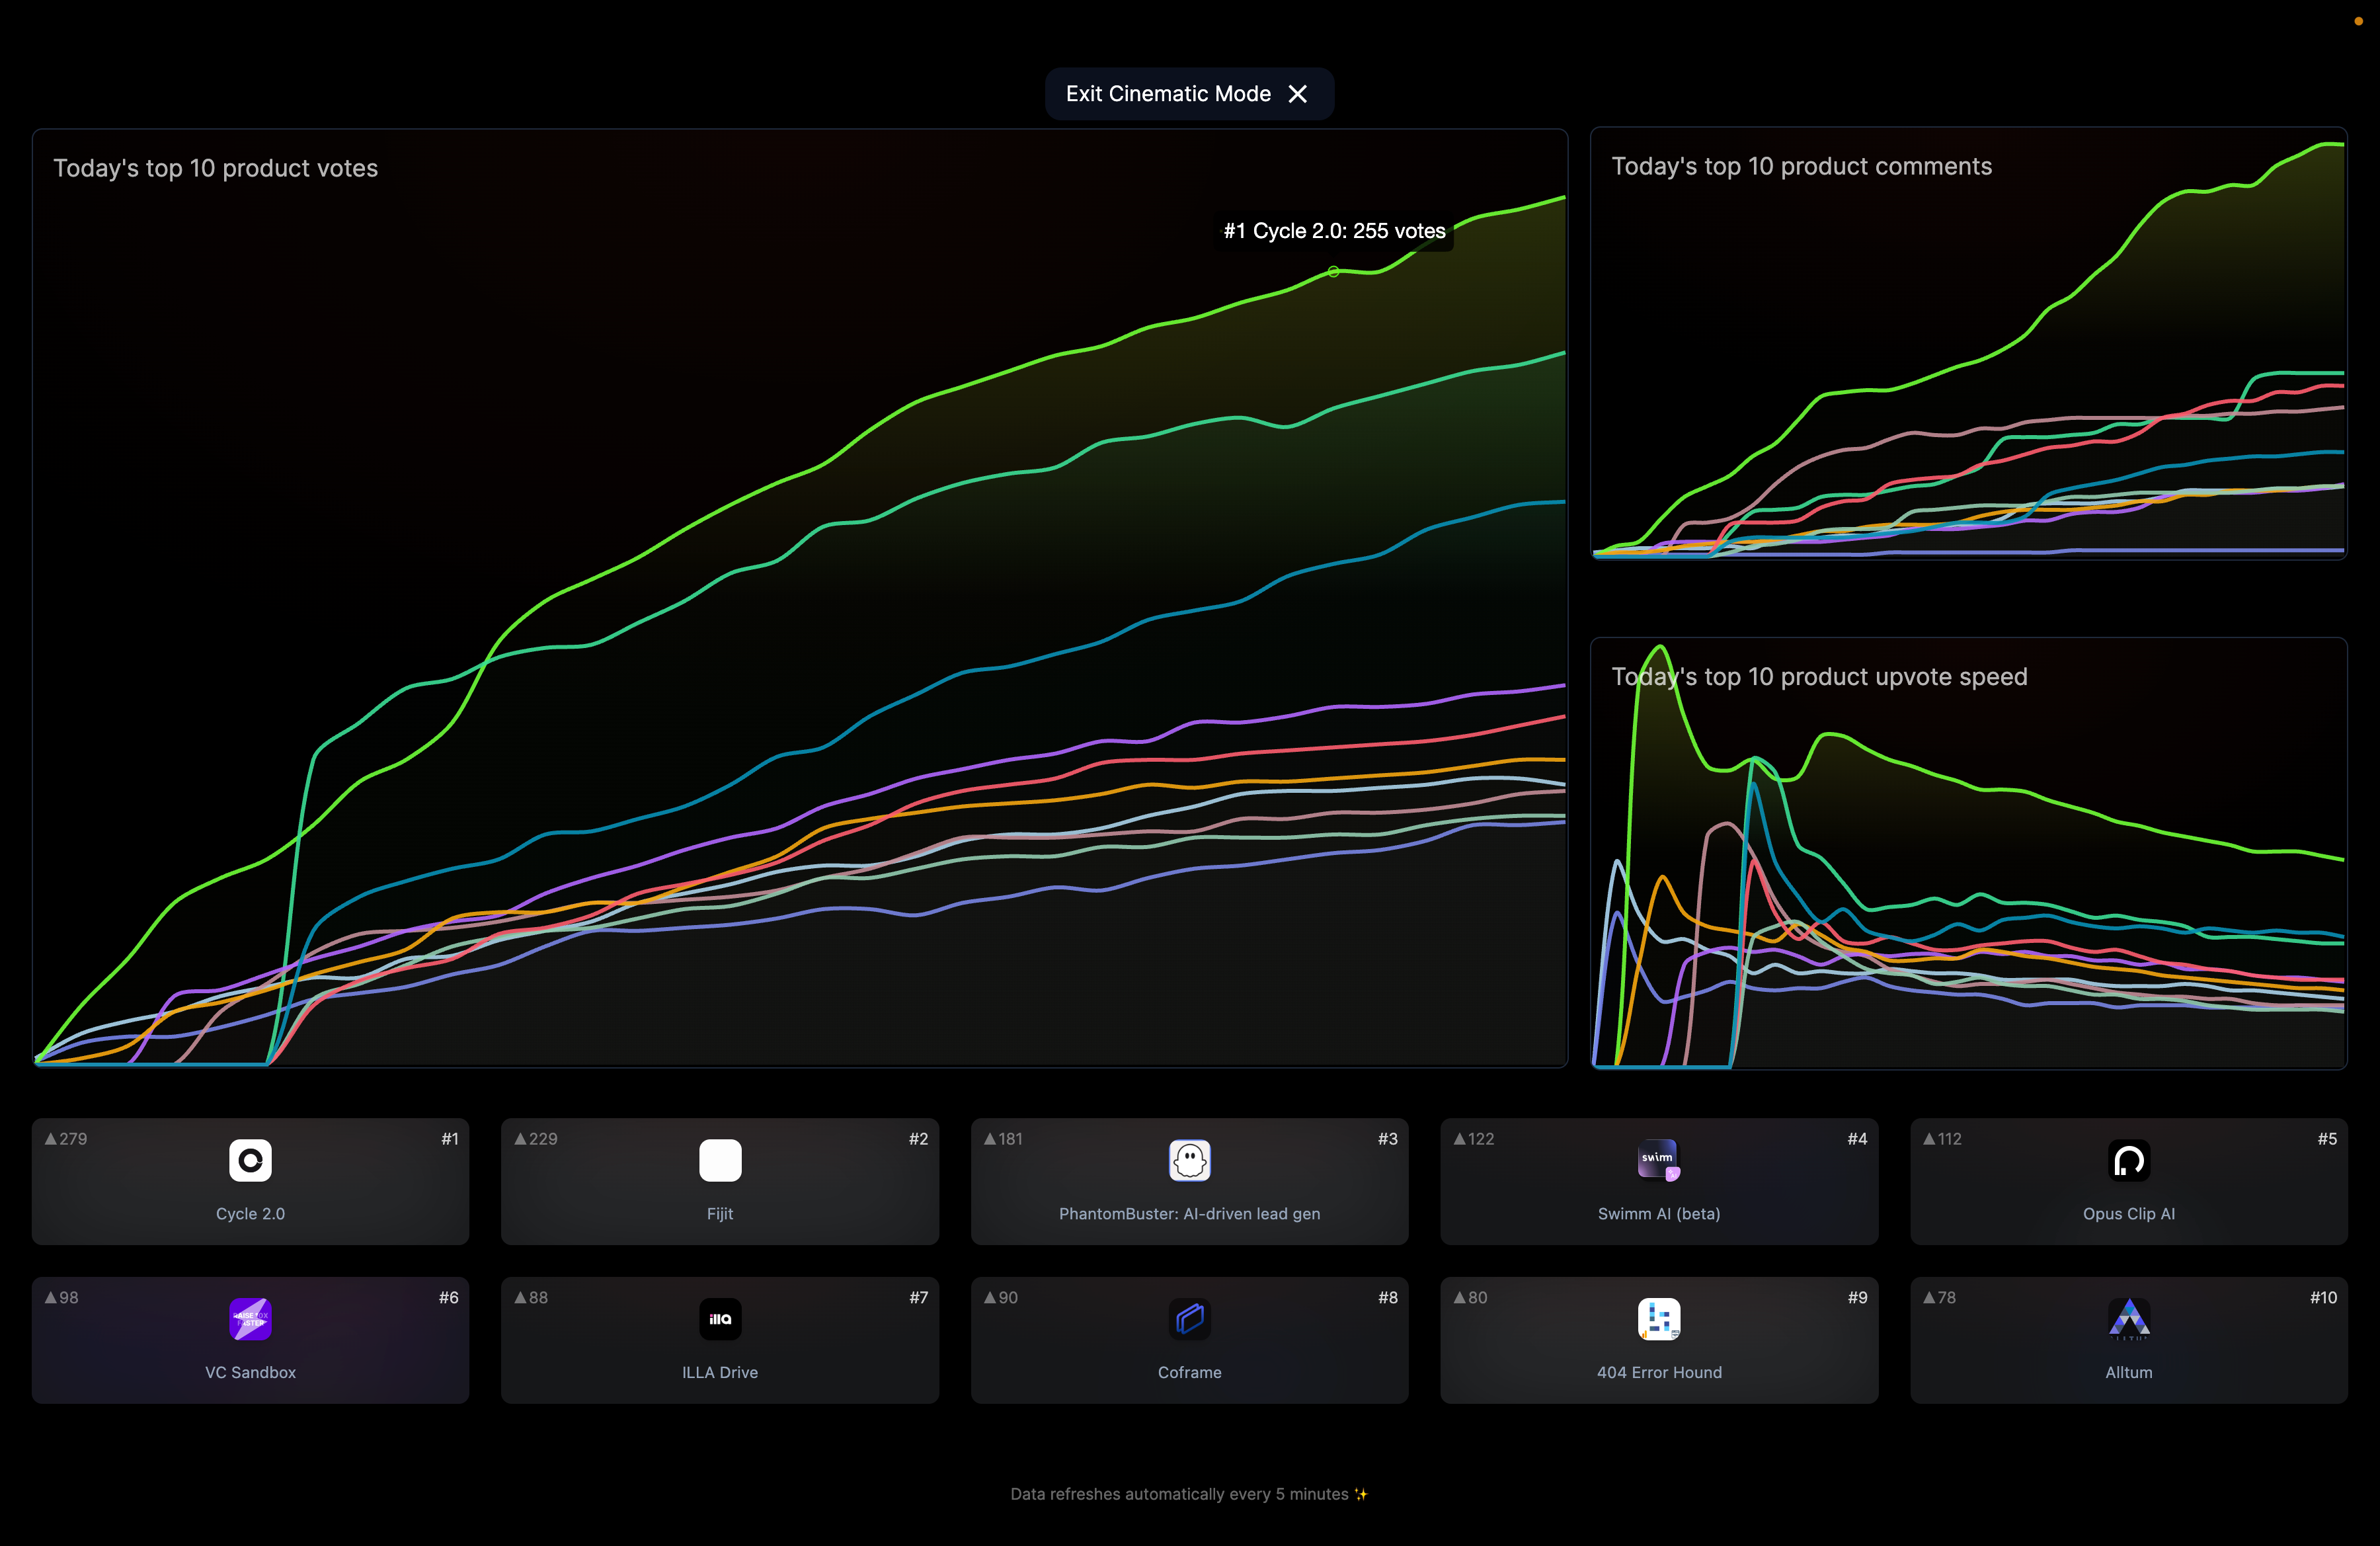 Exit Cinematic Mode
Today's top 10 product votes
#1 Cycle 2.0: 255 votes
Today's top 10 product comments
Today's top 10 product upvote speed
▲279 #1
Cycle 2.0
▲229 #2
Fijit
▲181 #3
PhantomBuster: AI-driven lead gen
▲122 #4
swimm
Swimm AI (beta)
▲112 #5
Opus Clip AI
▲98 #6
RAISE 10X
FASTER
VC Sandbox
▲88 #7
illa
ILLA Drive
▲90 #8
Coframe
▲80 #9
404 Error Hound
▲78 #10
Alltum
Data refreshes automatically every 5 minutes ✨